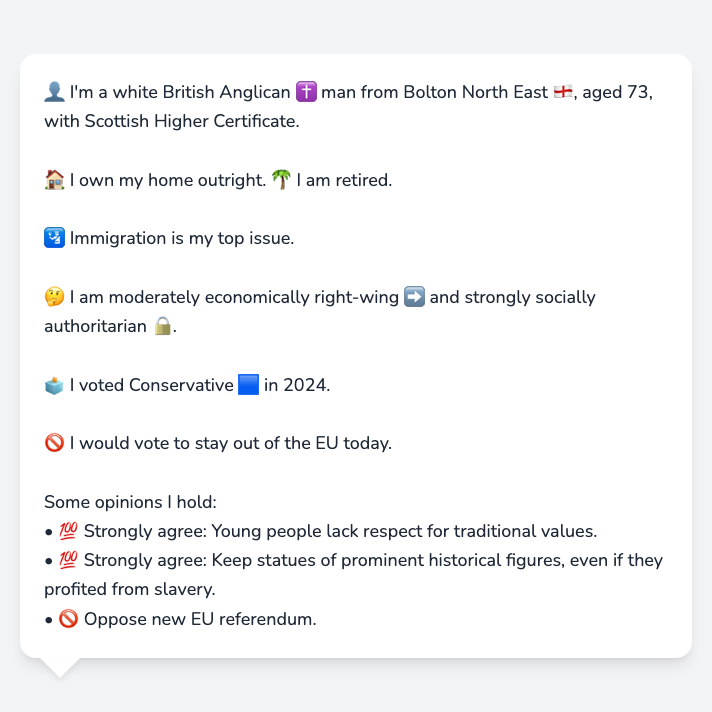 👤 I'm a white British Anglican ✝️ man from Bolton North East 🏴󠁧󠁢󠁥󠁮󠁧󠁿, aged 73,
with Scottish Higher Certificate.
🏠 I own my home outright. 🌴 I am retired.
🛂 Immigration is my top issue.
🤔 I am moderately economically right-wing ➡️ and strongly socially
authoritarian 🔒.
🗳️ I voted Conservative 🟦 in 2024.
🚫 I would vote to stay out of the EU today.
Some opinions I hold:
• 💯 Strongly agree: Young people lack respect for traditional values.
• 💯 Strongly agree: Keep statues of prominent historical figures, even if they
profited from slavery.
• 🚫 Oppose new EU referendum.